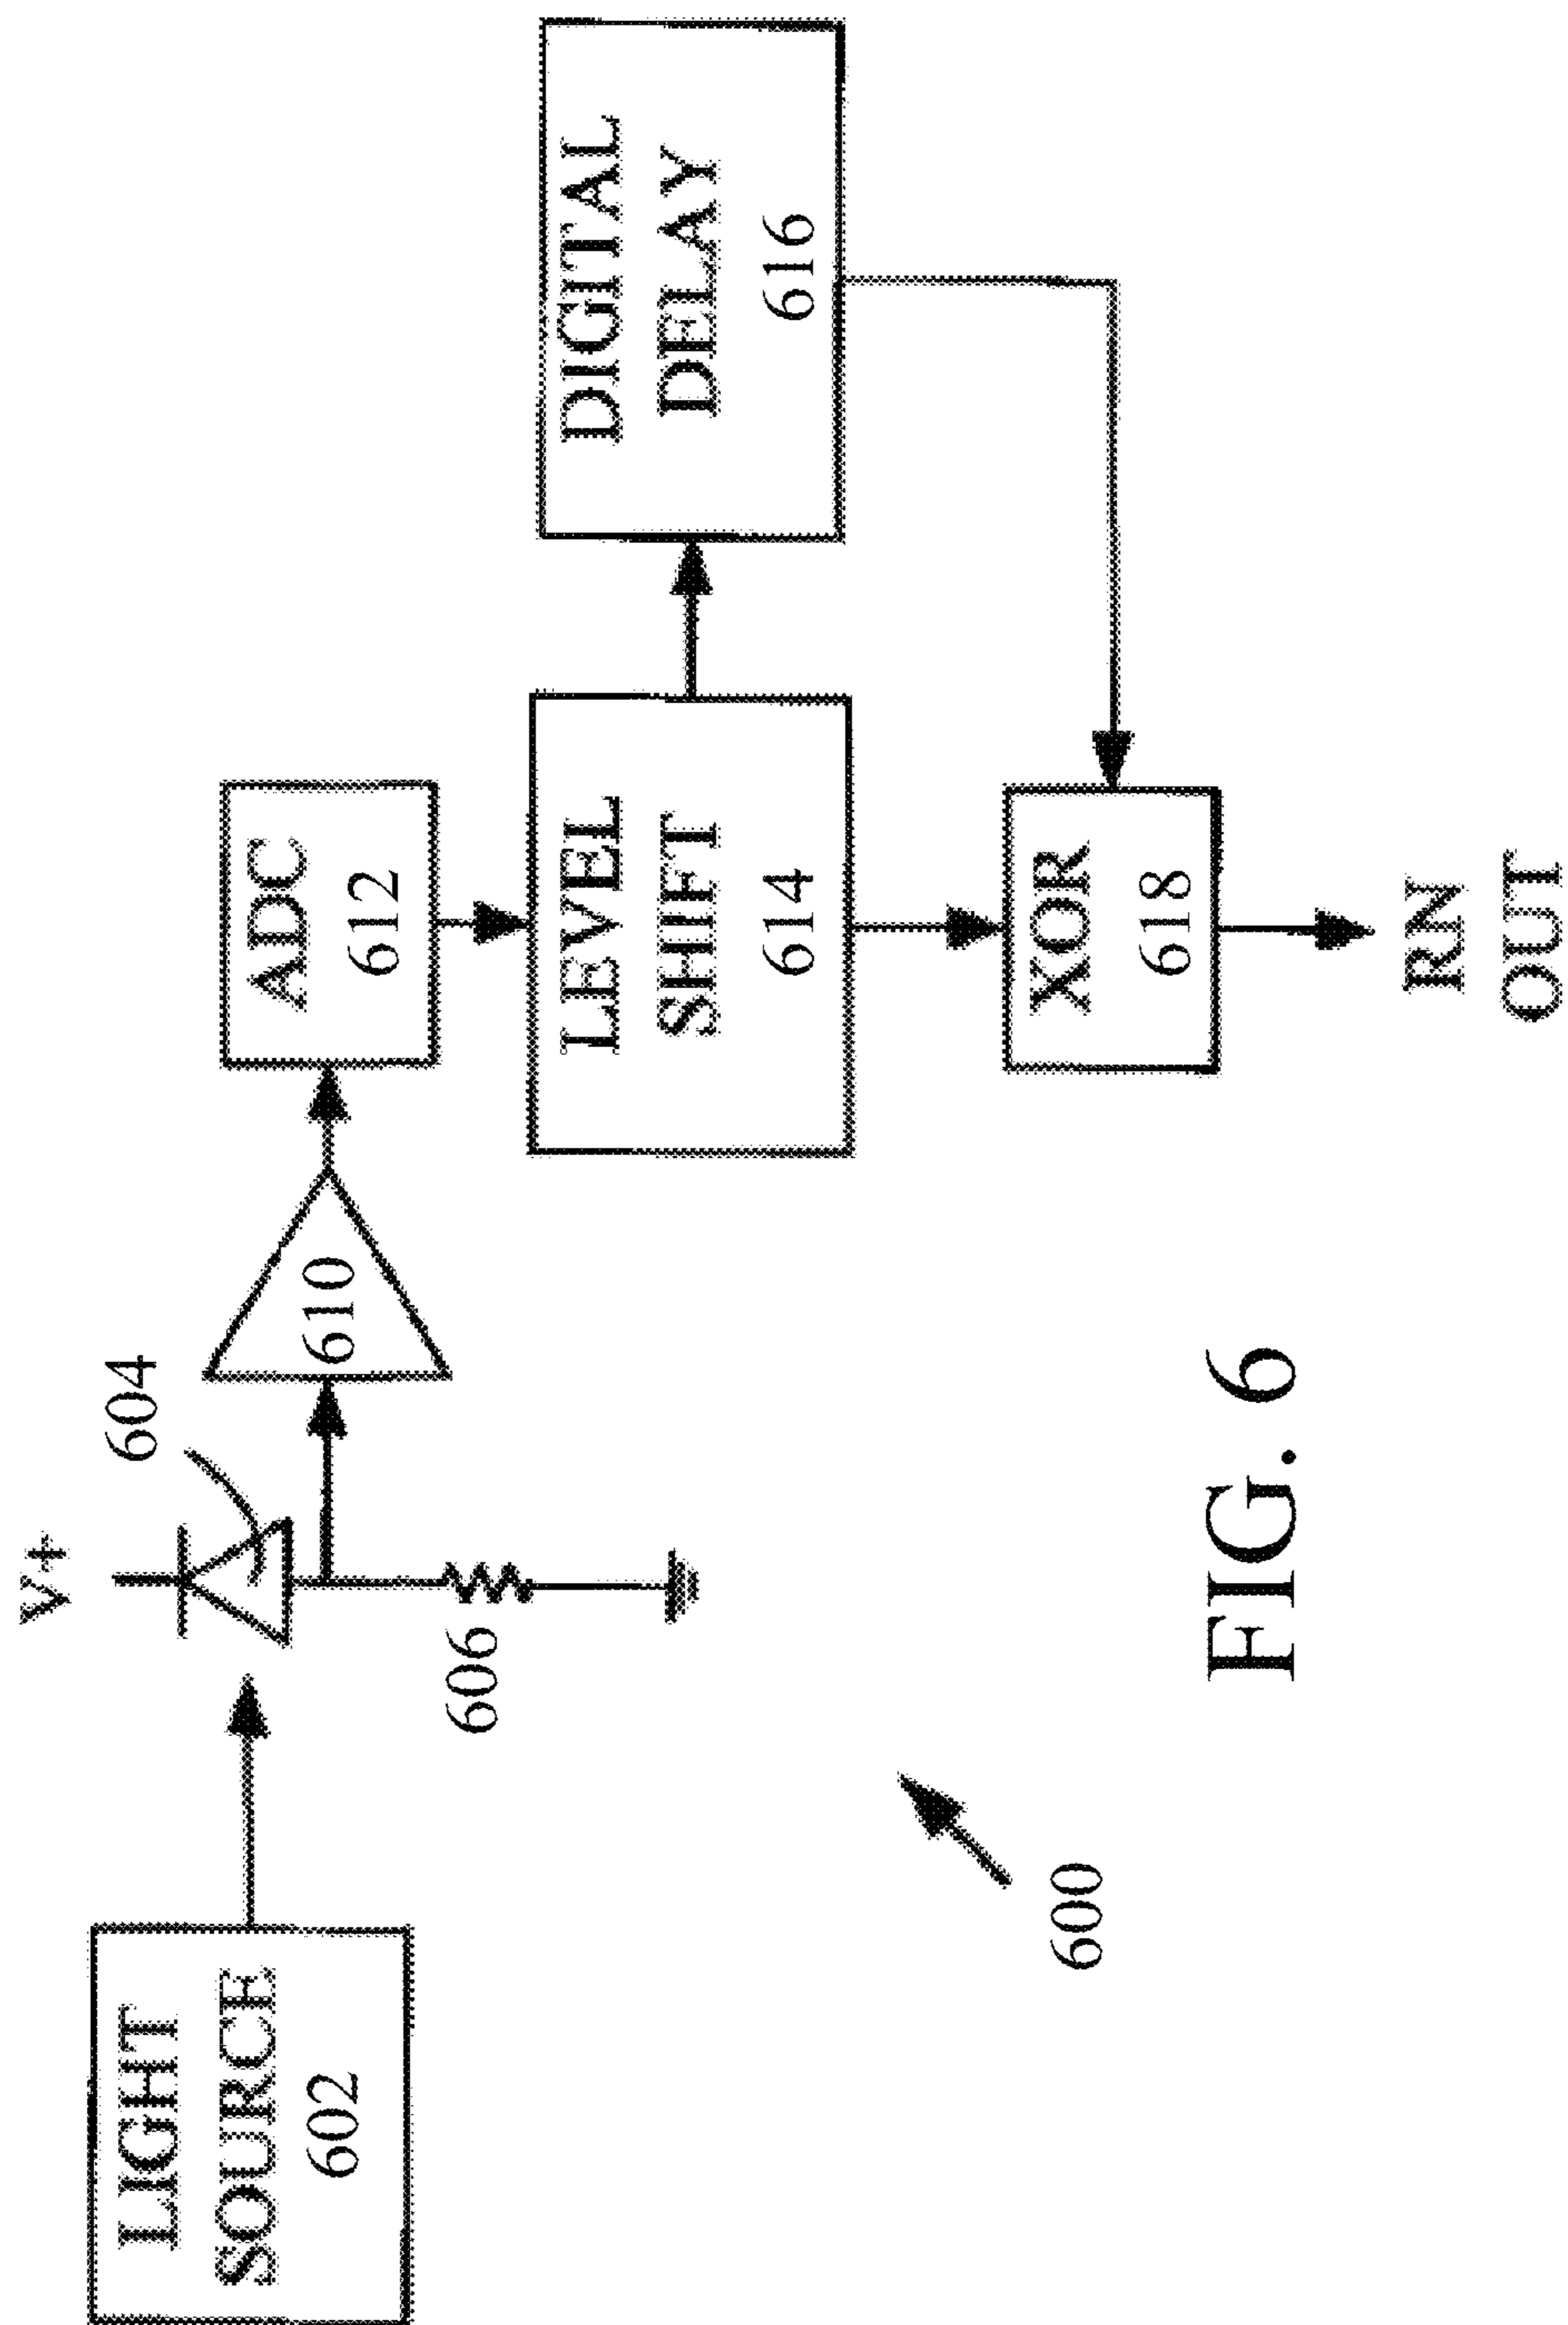 V+
604
LIGHT
SOURCE
602
606
610
ADC
612
LEVEL
SHIFT
614
DIGITAL
DELAY
616
XOR
618
RN
OUT
600
FIG. 6